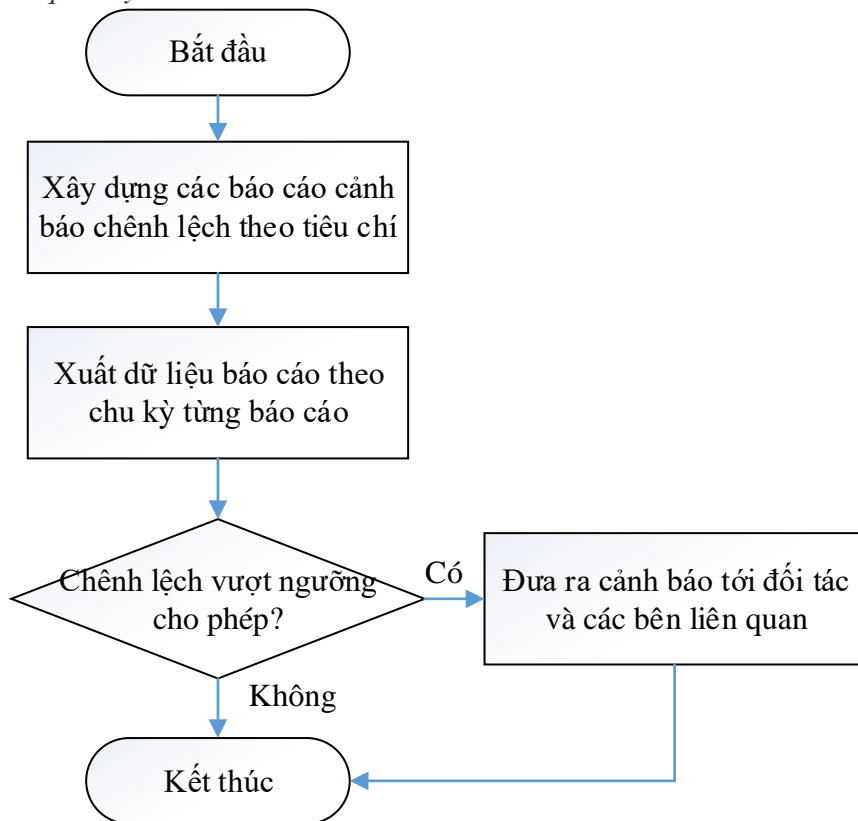 Bắt đầu
Xây dựng các báo cáo cảnh
báo chênh lệch theo tiêu chí
Xuất dữ liệu báo cáo theo
chu kỳ từng báo cáo
Chênh lệch vượt ngưỡng
cho phép?
Có
Đưa ra cảnh báo tới đối tác
và các bên liên quan
Không
Kết thúc